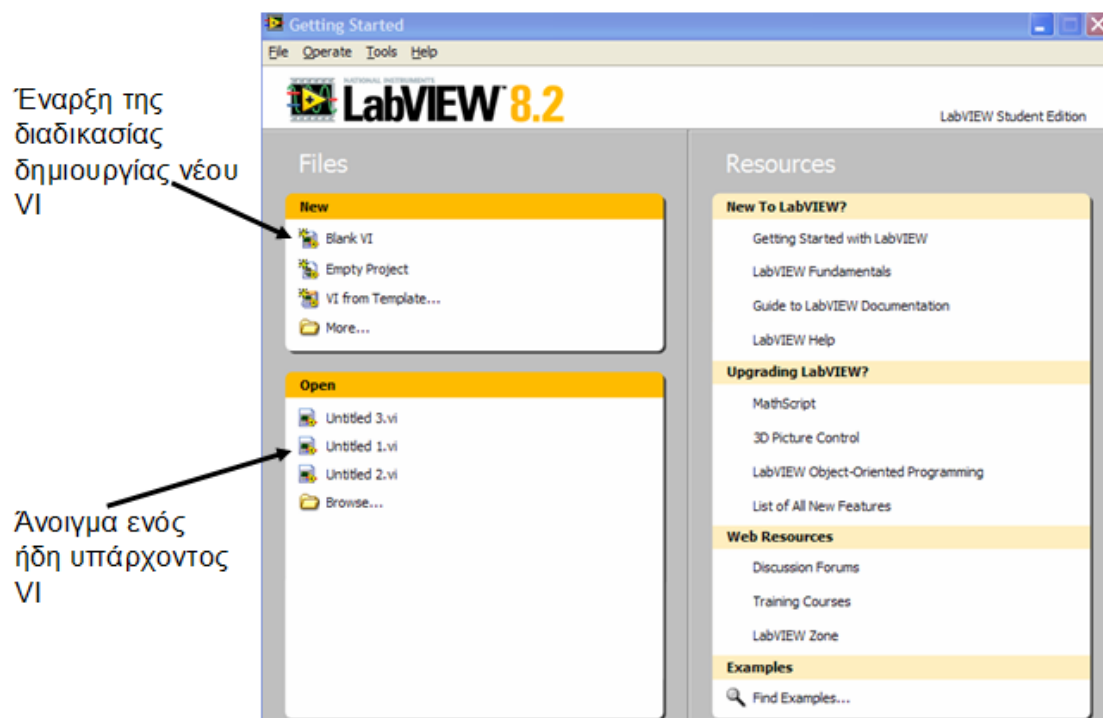 Getting Started
File Operate Tools Help
NATIONAL INSTRUMENTS
LabVIEW 8.2
LabVIEW Student Edition
Έναρξη της
διαδικασίας
δημιουργίας νέου
VI
Files
New
Blank VI
Empty Project
VI from Template...
More...
Open
Untitled 3.vi
Untitled 1.vi
Untitled 2.vi
Browse...
Άνοιγμα ενός
ήδη υπάρχοντος
VI
Resources
New To LabVIEW?
Getting Started with LabVIEW
LabVIEW Fundamentals
Guide to LabVIEW Documentation
LabVIEW Help
Upgrading LabVIEW?
MathScript
3D Picture Control
LabVIEW Object-Oriented Programming
List of All New Features
Web Resources
Discussion Forums
Training Courses
LabVIEW Zone
Examples
Find Examples...